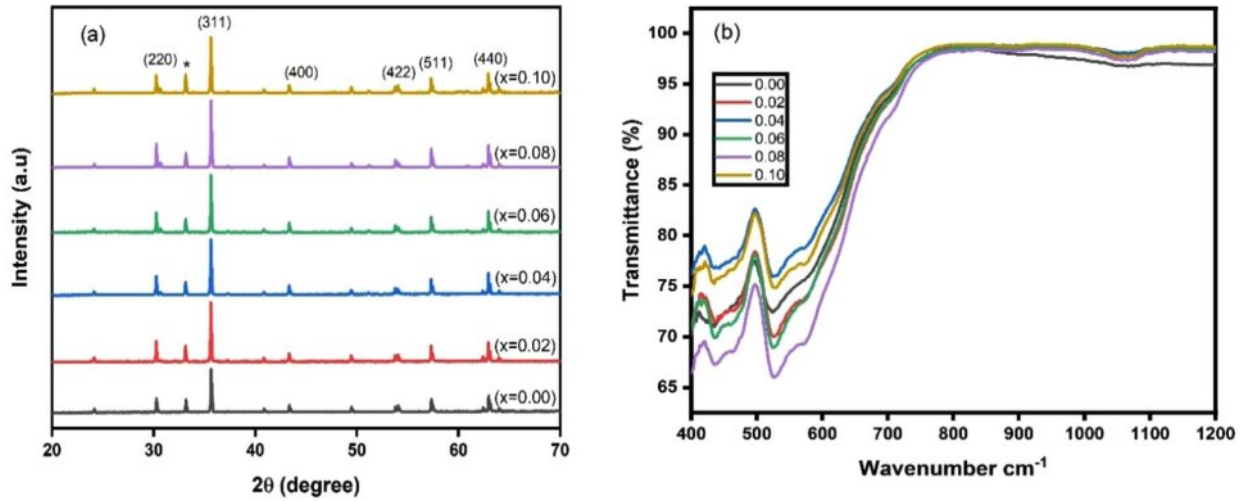 (a)
(311)
(220)
*
(400)
(422)
(511)
(440)
(x=0.10)
(x=0.08)
(x=0.06)
(x=0.04)
(x=0.02)
(x=0.00)
Intensity (a.u)
20 30 40 50 60 70
2θ (degree)
(b)
100
95
90
85
80
75
70
65
0.00
0.02
0.04
0.06
0.08
0.10
Transmittance (%)
400 500 600 700 800 900 1000 1100 1200
Wavenumber cm⁻¹